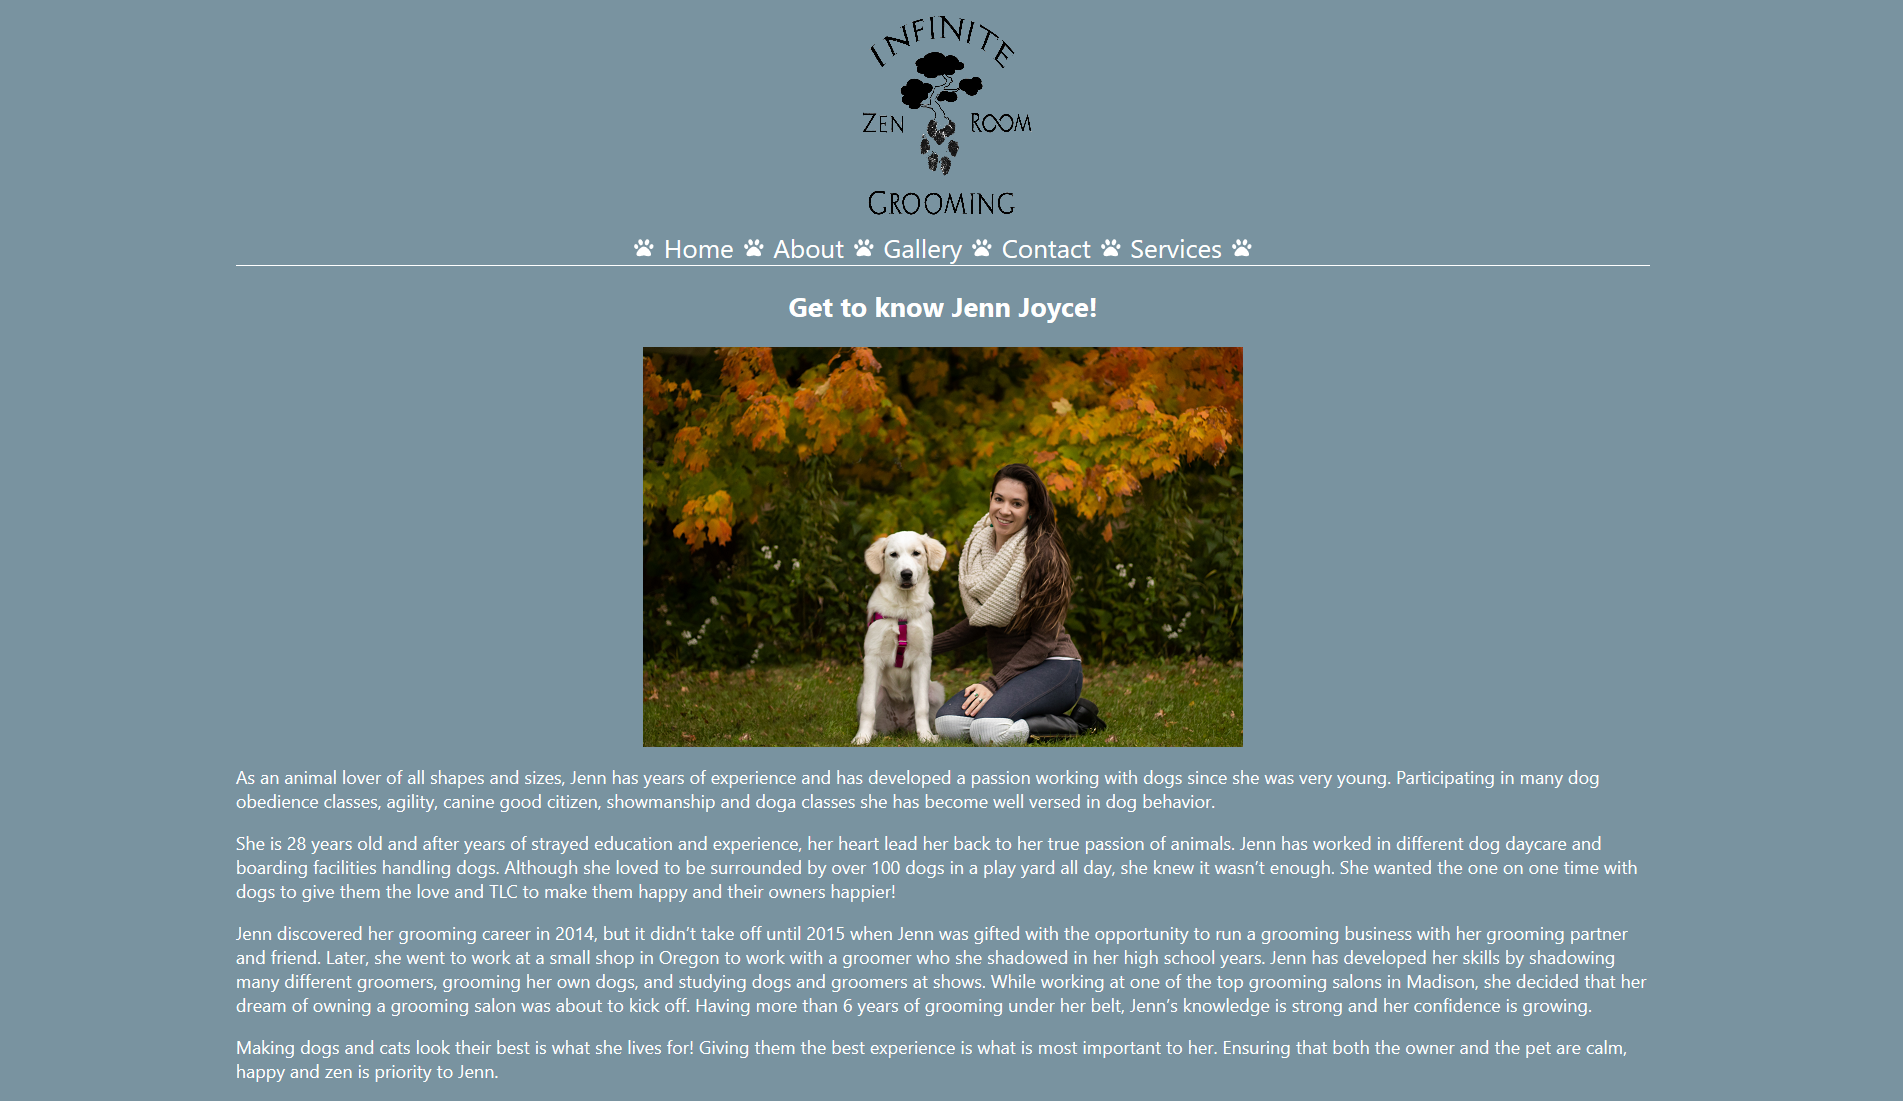 INFINITE
ZEN ROOM
GROOMING
Home About Gallery Contact Services
Get to know Jenn Joyce!
As an animal lover of all shapes and sizes, Jenn has years of experience and has developed a passion working with dogs since she was very young. Participating in many dog
obedience classes, agility, canine good citizen, showmanship and doga classes she has become well versed in dog behavior.
She is 28 years old and after years of strayed education and experience, her heart lead her back to her true passion of animals. Jenn has worked in different dog daycare and
boarding facilities handling dogs. Although she loved to be surrounded by over 100 dogs in a play yard all day, she knew it wasn’t enough. She wanted the one on one time with
dogs to give them the love and TLC to make them happy and their owners happier!
Jenn discovered her grooming career in 2014, but it didn’t take off until 2015 when Jenn was gifted with the opportunity to run a grooming business with her grooming partner
and friend. Later, she went to work at a small shop in Oregon to work with a groomer who she shadowed in her high school years. Jenn has developed her skills by shadowing
many different groomers, grooming her own dogs, and studying dogs and groomers at shows. While working at one of the top grooming salons in Madison, she decided that her
dream of owning a grooming salon was about to kick off. Having more than 6 years of grooming under her belt, Jenn’s knowledge is strong and her confidence is growing.
Making dogs and cats look their best is what she lives for! Giving them the best experience is what is most important to her. Ensuring that both the owner and the pet are calm,
happy and zen is priority to Jenn.